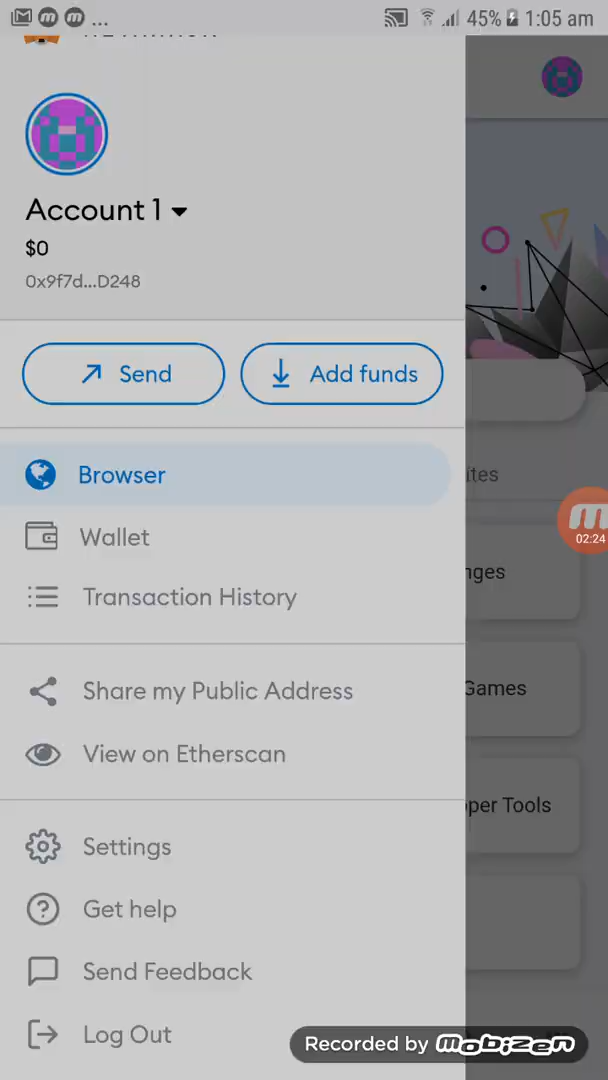 ... 45% 1:05 am
Account 1
$0
0x9f7d...D248
Send
Add funds
Browser
ites
Wallet
02:24
nges
Transaction History
Share my Public Address
Games
View on Etherscan
per Tools
Settings
Get help
Send Feedback
Log Out
Recorded by mobizen